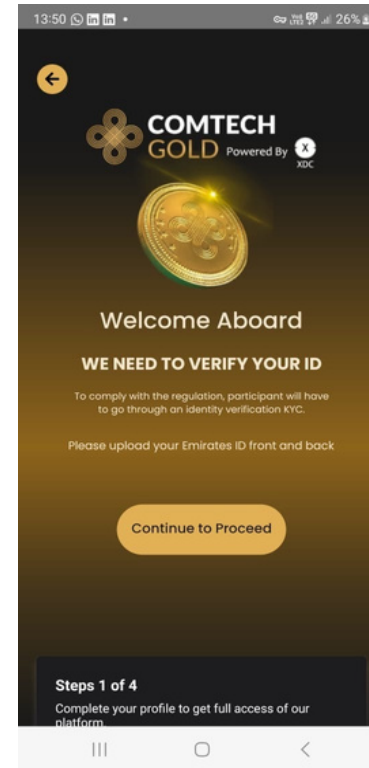 13:50
26%
COMTECH
GOLD Powered By X
XDC
Welcome Aboard
WE NEED TO VERIFY YOUR ID
To comply with the regulation, participant will have
to go through an identity verification KYC.
Please upload your Emirates ID front and back
Continue to Proceed
Steps 1 of 4
Complete your profile to get full access of our
platform.